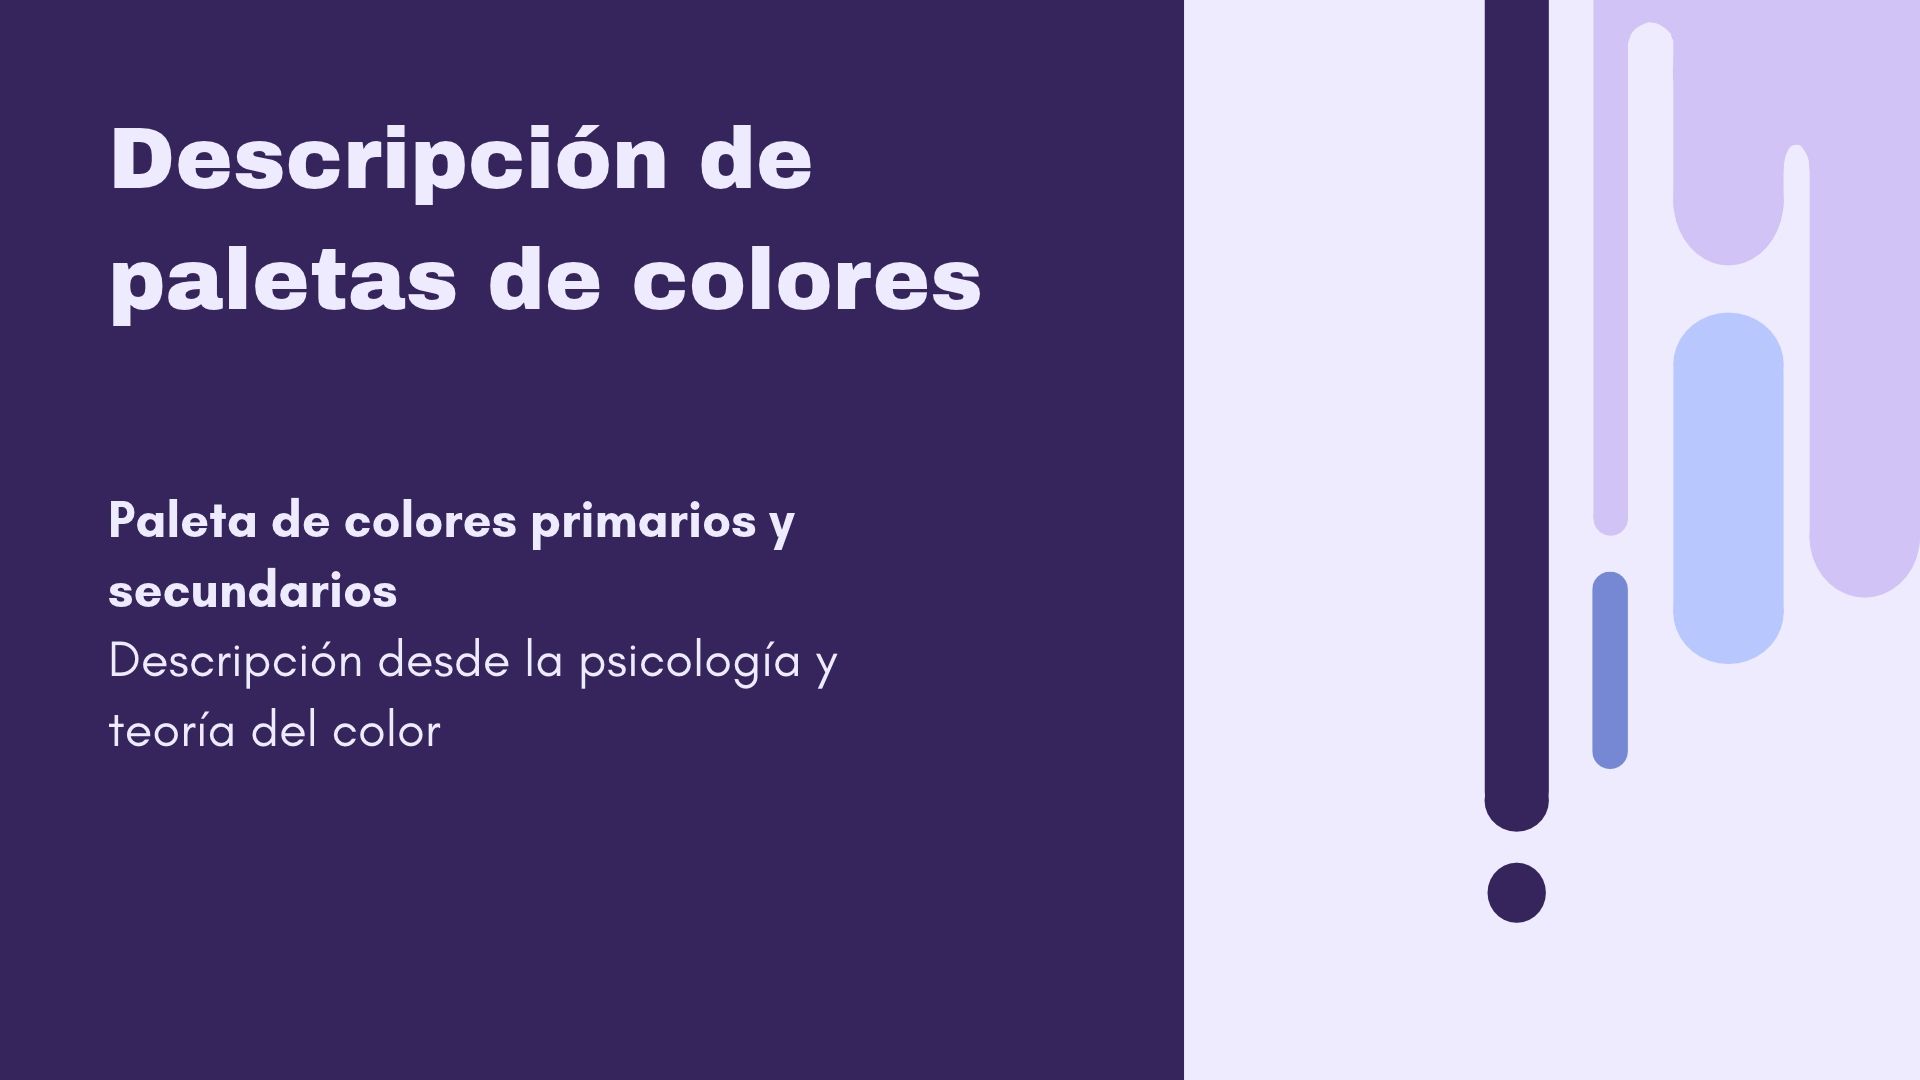 Descripción de
paletas de colores
Paleta de colores primarios y
secundarios
Descripción desde la psicología y
teoría del color